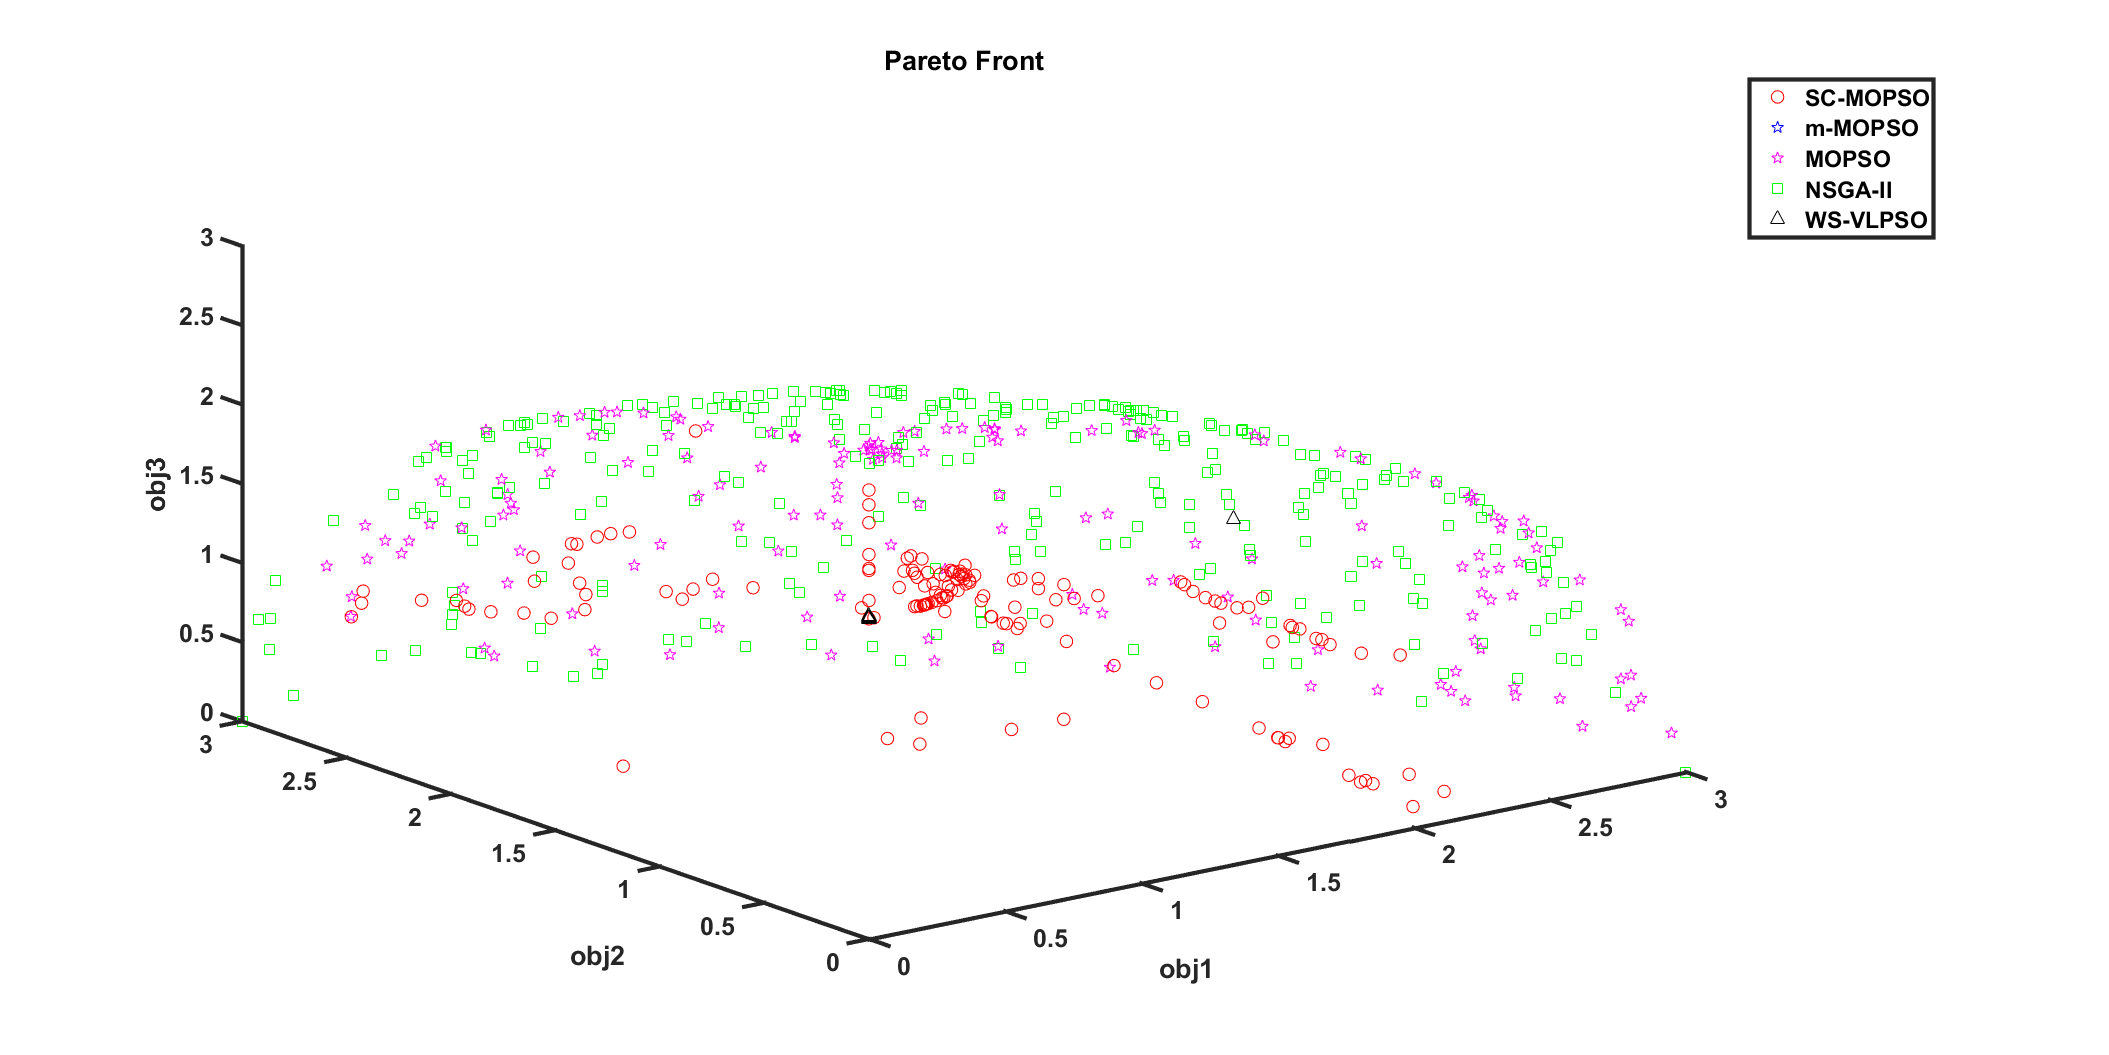 Pareto Front
SC-MOPSO
m-MOPSO
MOPSO
NSGA-II
WS-VLPSO
3
2.5
2
1.5
1
0.5
0
obj3
3
2.5
2
1.5
1
0.5
0
obj2
0
0.5
1
1.5
2
2.5
3
obj1